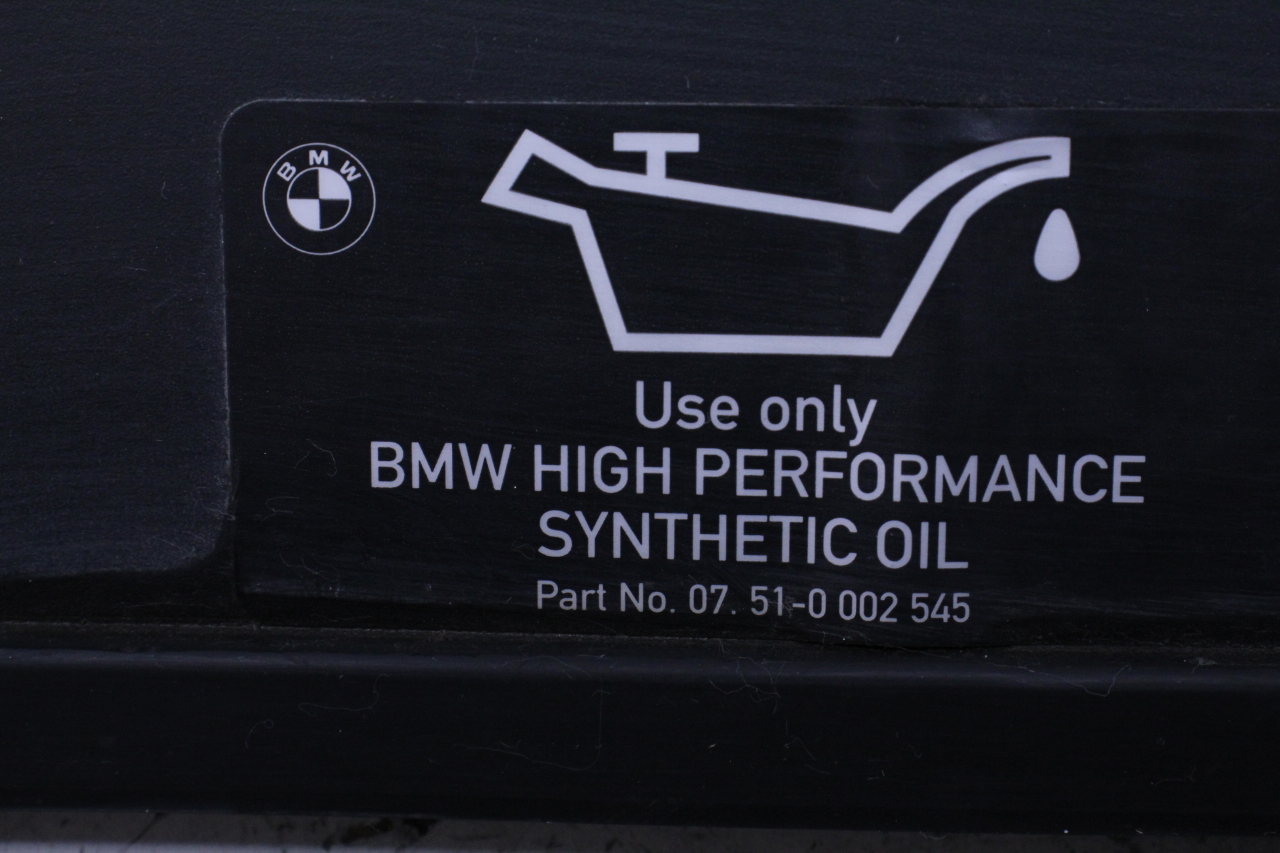 BMW
Use only
BMW HIGH PERFORMANCE
SYNTHETIC OIL
Part No. 07. 51-0 002 545